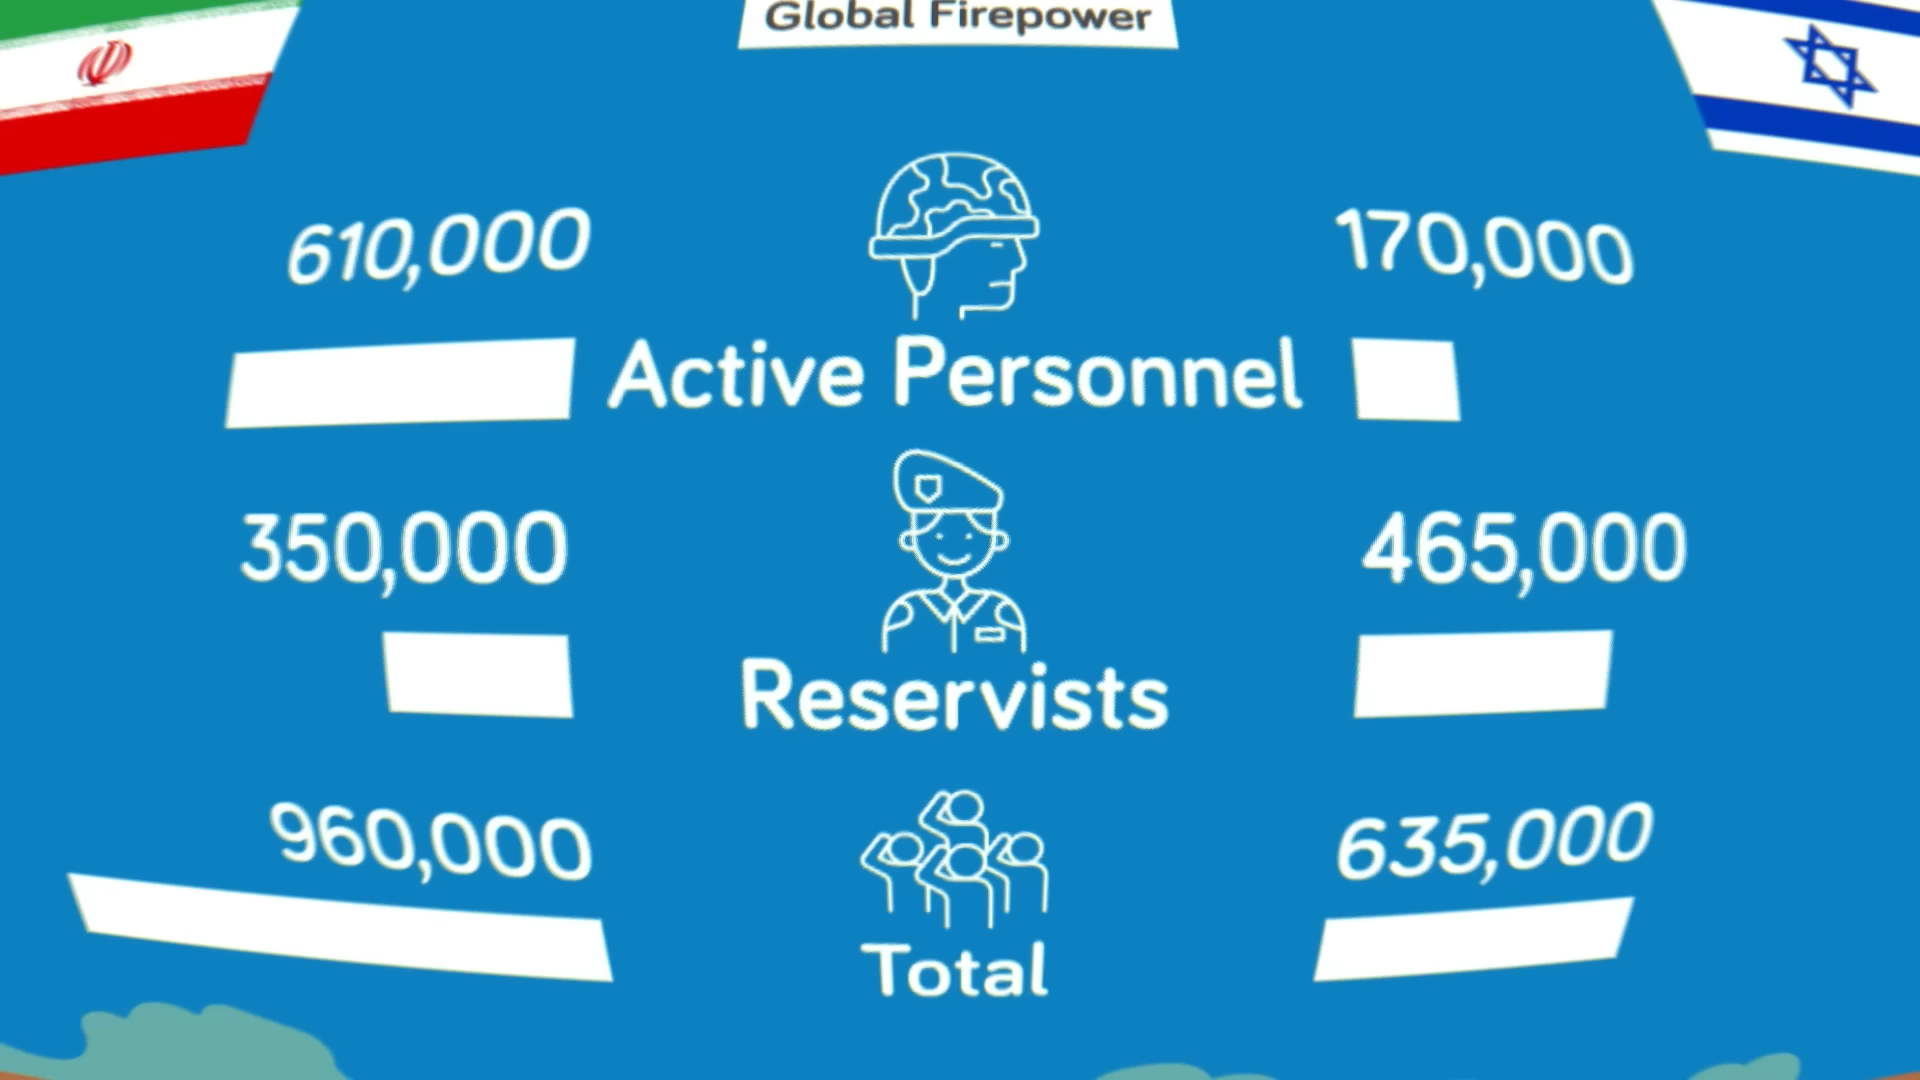 Global Firepower
610,000
170,000
Active Personnel
350,000
465,000
Reservists
960,000
635,000
Total